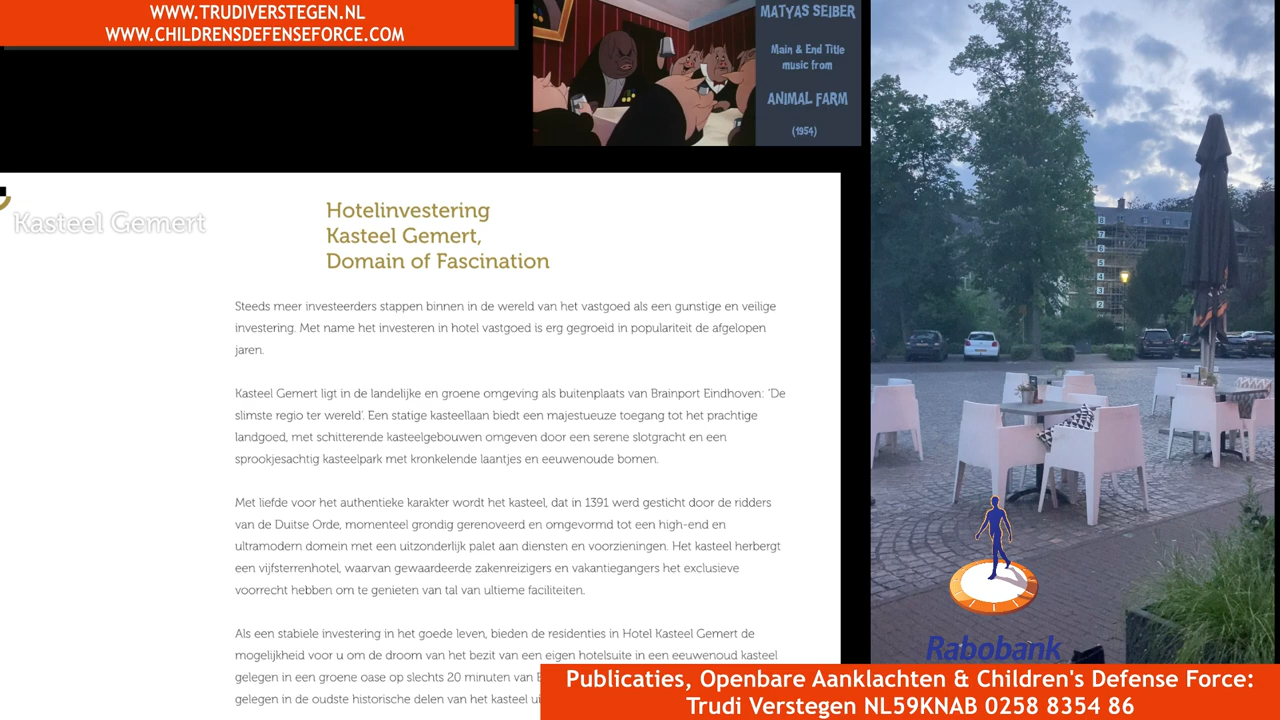 WWW.TRUDIVERSTEGEN.NL
WWW.CHILDRENSDEFENSEFORCE.COM
MATYAS SEIBER
Main & End Title
music from
ANIMAL FARM
(1954)
Kasteel Gemert
Hotelinvestering
Kasteel Gemert,
Domain of Fascination
Steeds meer investeerders stappen binnen in de wereld van het vastgoed als een gunstige en veilige
investering. Met name het investeren in hotel vastgoed is erg gegroeid in populariteit de afgelopen
jaren.
Kasteel Gemert ligt in de landelijke en groene omgeving als buitenplaats van Brainport Eindhoven: 'De
slimste regio ter wereld'. Een statige kasteellaan biedt een majestueuze toegang tot het prachtige
landgoed, met schitterende kasteelgebouwen omgeven door een serene slotgracht en een
sprookjesachtig kasteelpark met kronkelende laantjes en eeuwenoude bomen.
Met liefde voor het authentieke karakter wordt het kasteel, dat in 1391 werd gesticht door de ridders
van de Duitse Orde, momenteel grondig gerenoveerd en omgevormd tot een high-end en
ultramodern domein met een uitzonderlijk palet aan diensten en voorzieningen. Het kasteel herbergt
een vijfsterrenhotel, waarvan gewaardeerde zakenreizigers en vakantiegangers het exclusieve
voorrecht hebben om te genieten van tal van ultieme faciliteiten.
Als een stabiele investering in het goede leven, bieden de residenties in Hotel Kasteel Gemert de
mogelijkheid voor u om de droom van het bezit van een eigen hotelsuite in een eeuwenoud kasteel
gelegen in een groene oase op slechts 20 minuten van
gelegen in de oudste historische delen van het kasteel
8
7
6
5
4
3
2
Rabobank
Publicaties, Openbare Aanklachten & Children's Defense Force:
Trudi Verstegen NL59KNAB 0258 8354 86